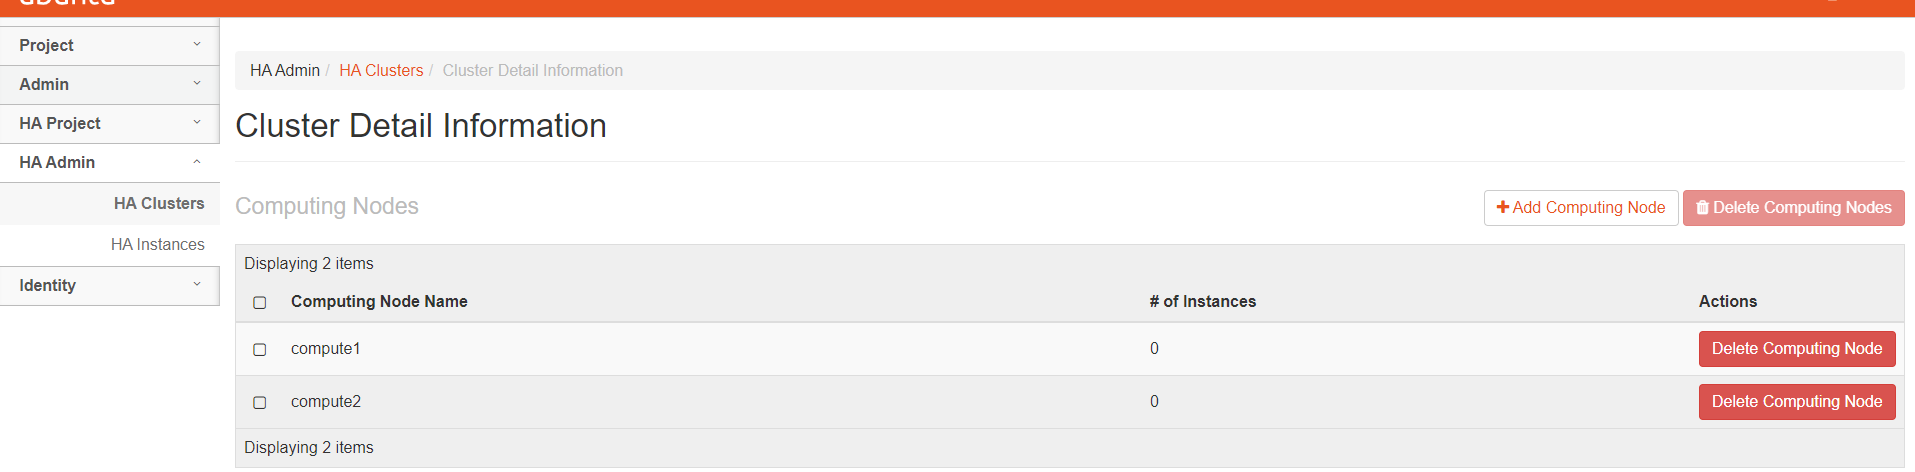 Project
Admin
HA Project
HA Admin
HA Clusters
HA Instances
Identity
HA Admin / HA Clusters / Cluster Detail Information
Cluster Detail Information
Computing Nodes
Add Computing Node
Delete Computing Nodes
Displaying 2 items
Computing Node Name # of Instances Actions
compute1 0 Delete Computing Node
compute2 0 Delete Computing Node
Displaying 2 items